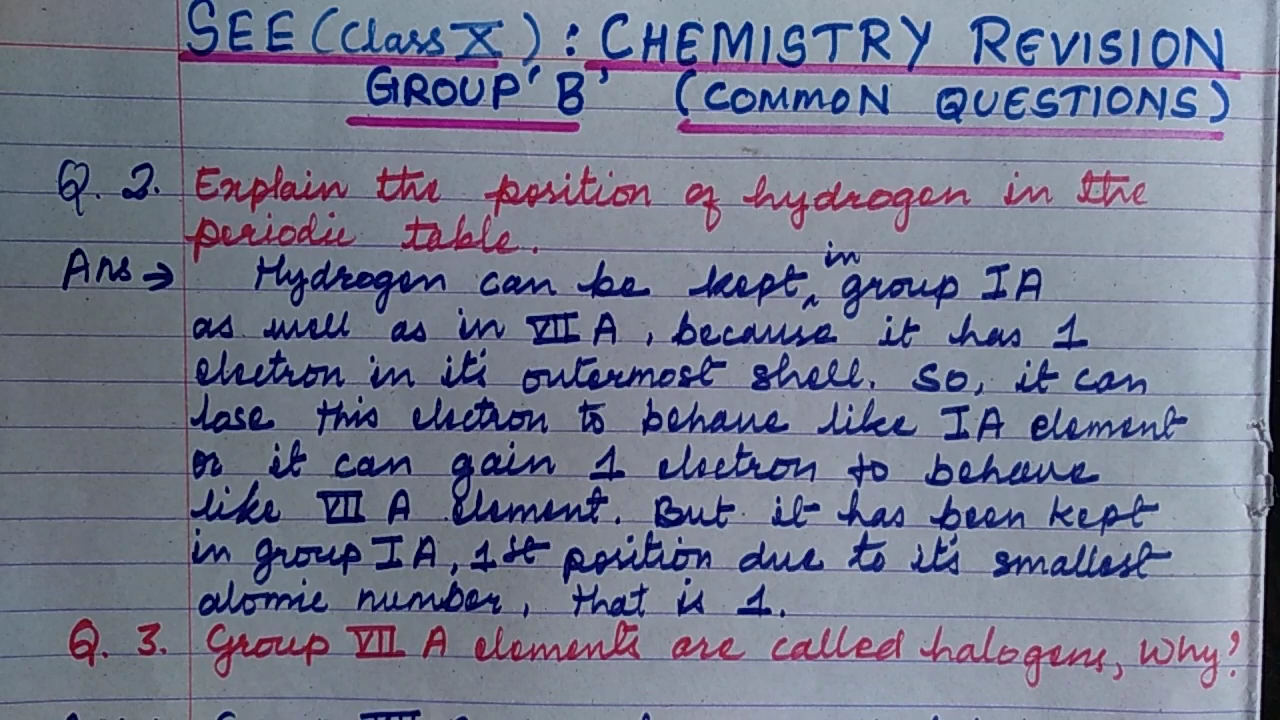 SEE (Class X) : CHEMISTRY REVISION
GROUP 'B' (COMMON QUESTIONS)
Q. 2. Explain the position of hydrogen in the
periodic table.
Ans → Hydrogen can be kept in group IA
as well as in VII A, because it has 1
electron in it's outermost shell. So, it can
lose this electron to behave like IA element
or it can gain 1 electron to behave
like VII A element. But it has been kept
in group IA, 1st position due to it's smallest
atomic number, that is 1.
Q. 3. Group VII A elements are called halogens, Why?